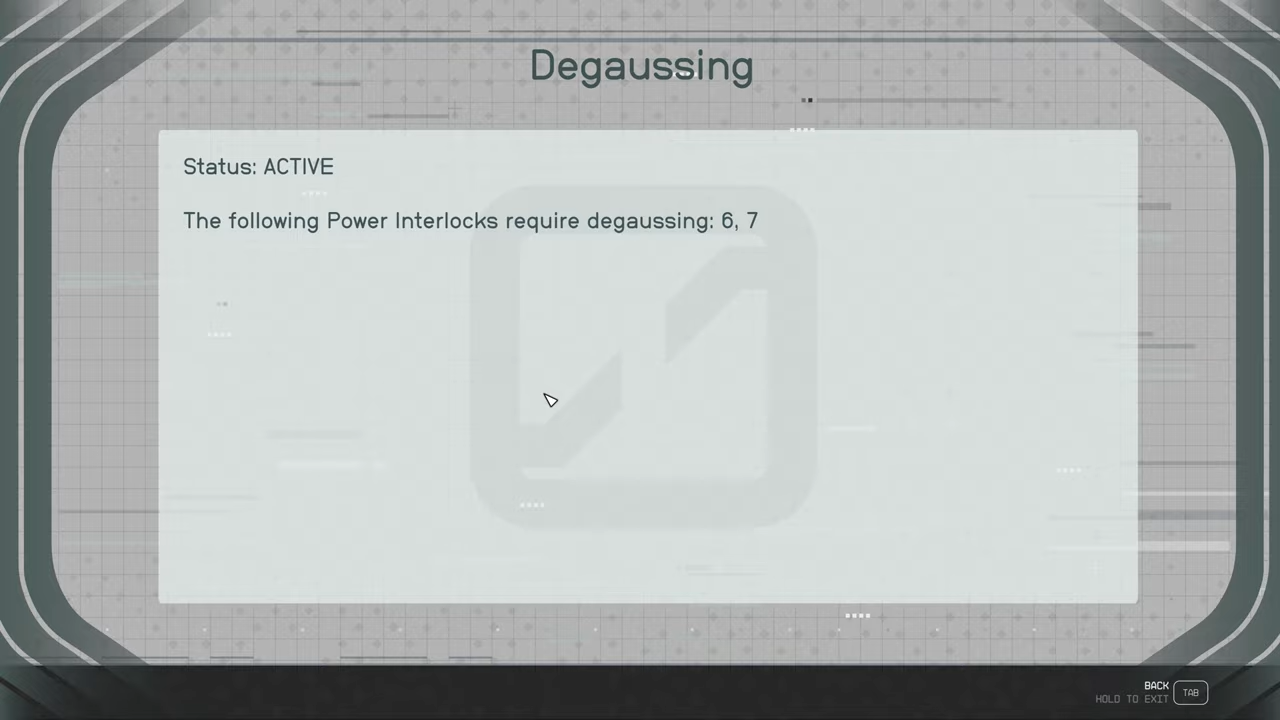 Degaussing
Status: ACTIVE
The following Power Interlocks require degaussing: 6, 7
BACK
HOLD TO EXIT
TAB